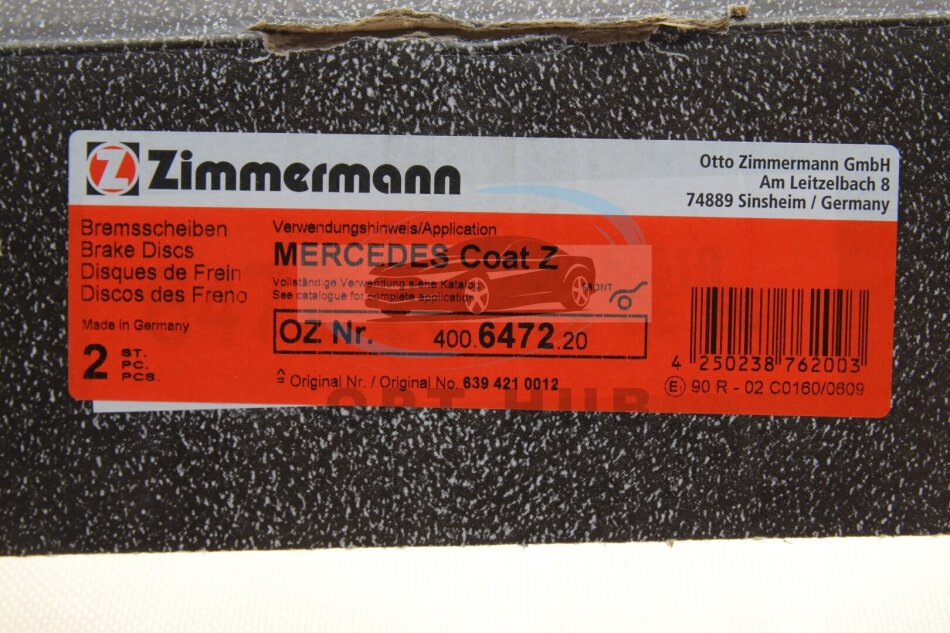 Z Zimmermann
Otto Zimmermann GmbH
Am Leitzelbach 8
74889 Sinsheim / Germany
Bremsscheiben
Brake Discs
Disques de Frein
Discos des Freno
Made in Germany
2 ST.
PC.
PCS.
Verwendungshinweis/Application
MERCEDES Coat Z
Vollständige Verwendung siehe Katalog
See catalogue for complete application
FRONT
OZ Nr. 400.6472.20
≙ Original Nr. / Original No. 639 421 0012
4 250238 762003
E1 90 R - 02 C0160/0609
OPT HUB